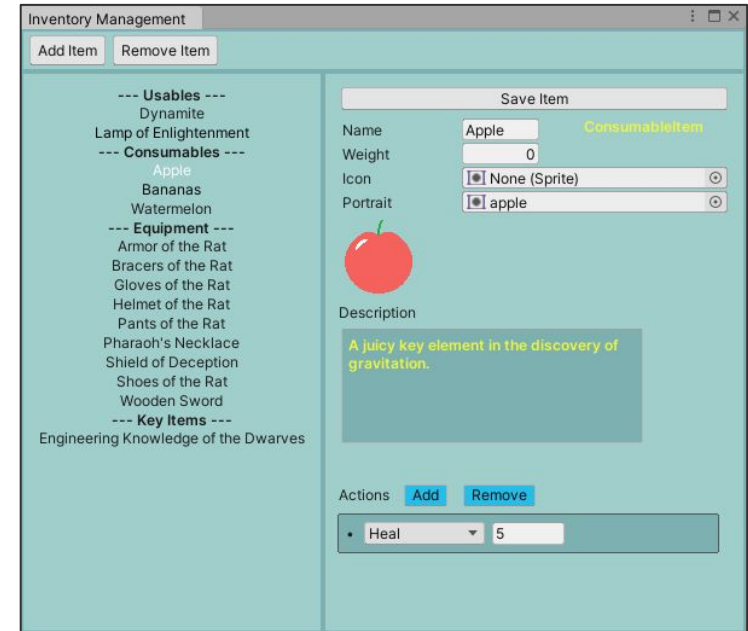 Inventory Management
Add Item Remove Item
--- Usables ---
Dynamite
Lamp of Enlightenment
--- Consumables ---
Apple
Bananas
Watermelon
--- Equipment ---
Armor of the Rat
Bracers of the Rat
Gloves of the Rat
Helmet of the Rat
Pants of the Rat
Pharaoh's Necklace
Shield of Deception
Shoes of the Rat
Wooden Sword
--- Key Items ---
Engineering Knowledge of the Dwarves
Save Item
Name Apple ConsumableItem
Weight 0
Icon None (Sprite)
Portrait apple
Description
A juicy key element in the discovery of
gravitation.
Actions Add Remove
• Heal 5